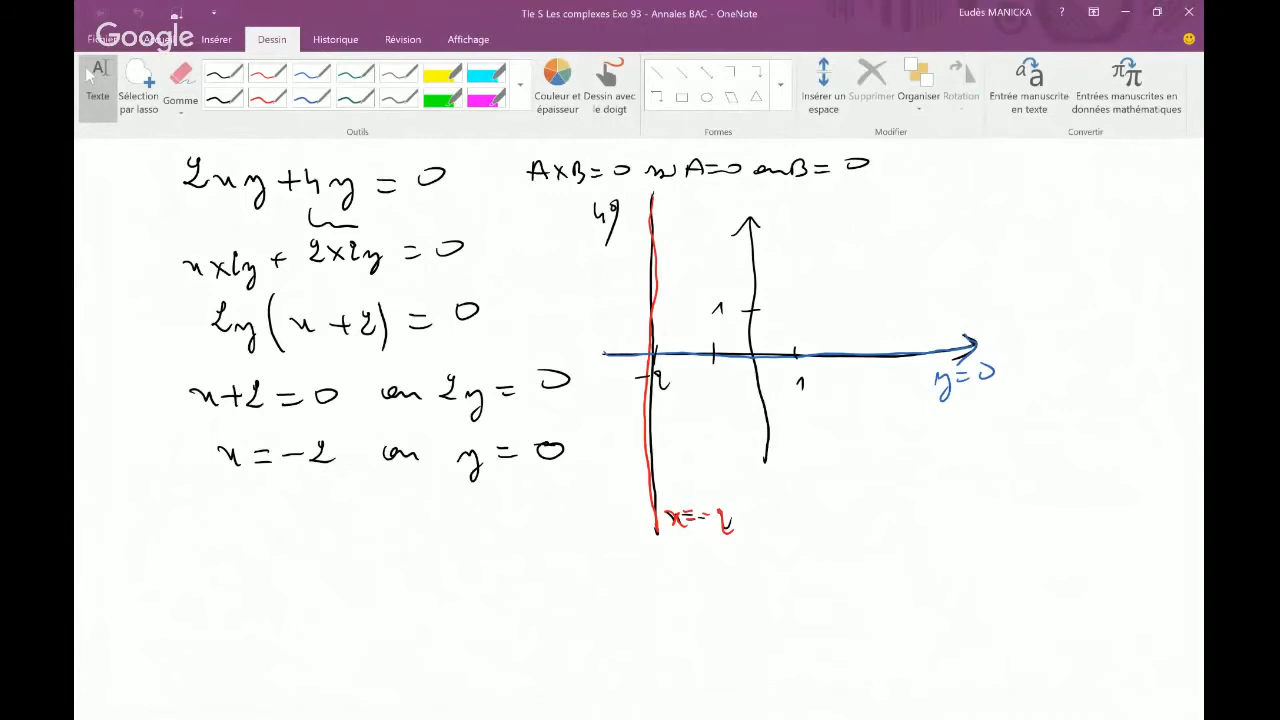 Tle S Les complexes Exo 93 - Annales BAC - OneNote
Eudès MANICKA
?
Google
Insérer
Dessin
Historique
Révision
Affichage
Texte
Sélection par lasso
Gomme
Couleur et épaisseur
Dessin avec le doigt
Insérer un espace
Supprimer
Organiser
Rotation
Entrée manuscrite en texte
Entrées manuscrites en données mathématiques
Outils
Formes
Modifier
Convertir
2xy + 4y = 0
x×2y + 2×2y = 0
2y(x + 2) = 0
x+2 = 0 ou 2y = 0
x = -2 ou y = 0
A×B = 0 A=0 ou B = 0
1
-2
1
y=0
x=-2